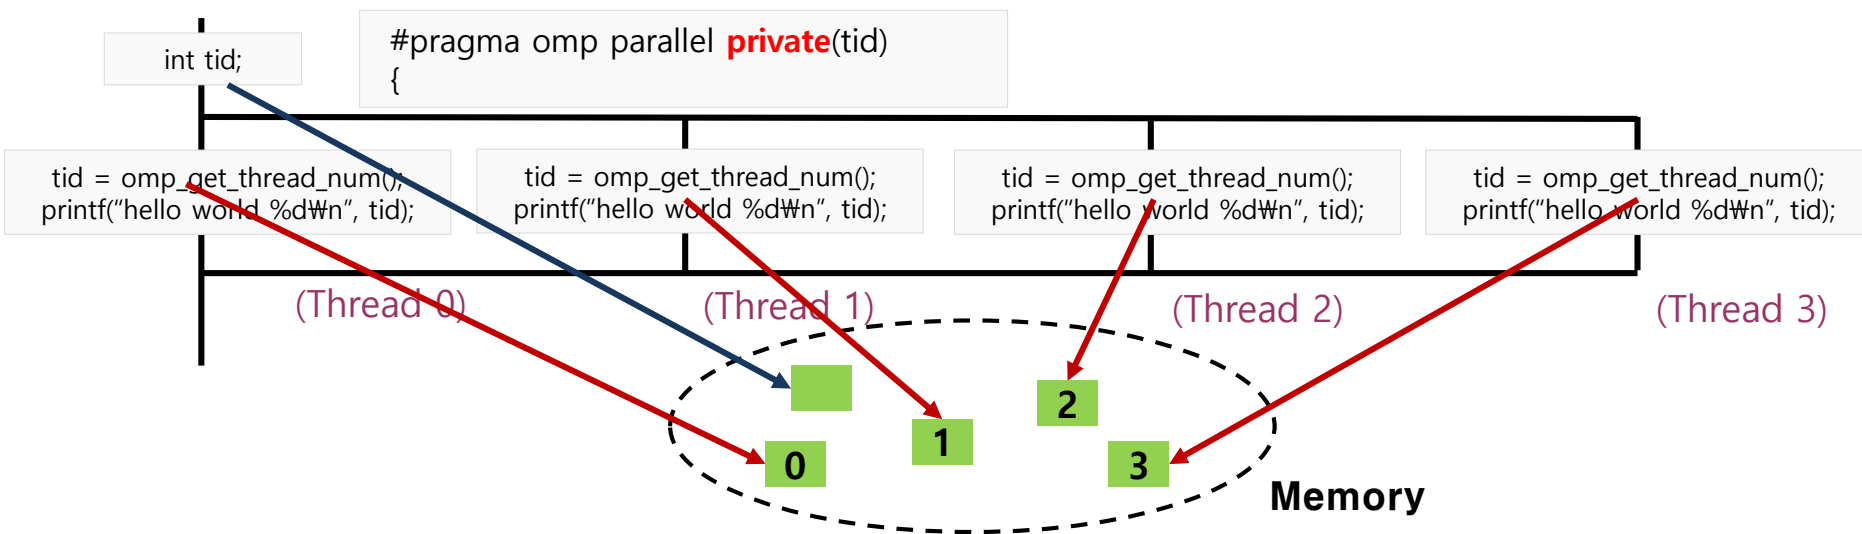 int tid;
#pragma omp parallel private(tid)
{
tid = omp_get_thread_num();
printf(“hello world %d₩n”, tid);
tid = omp_get_thread_num();
printf(“hello world %d₩n”, tid);
tid = omp_get_thread_num();
printf(“hello world %d₩n”, tid);
tid = omp_get_thread_num();
printf(“hello world %d₩n”, tid);
(Thread 0)
(Thread 1)
(Thread 2)
(Thread 3)
2
1
0
3
Memory